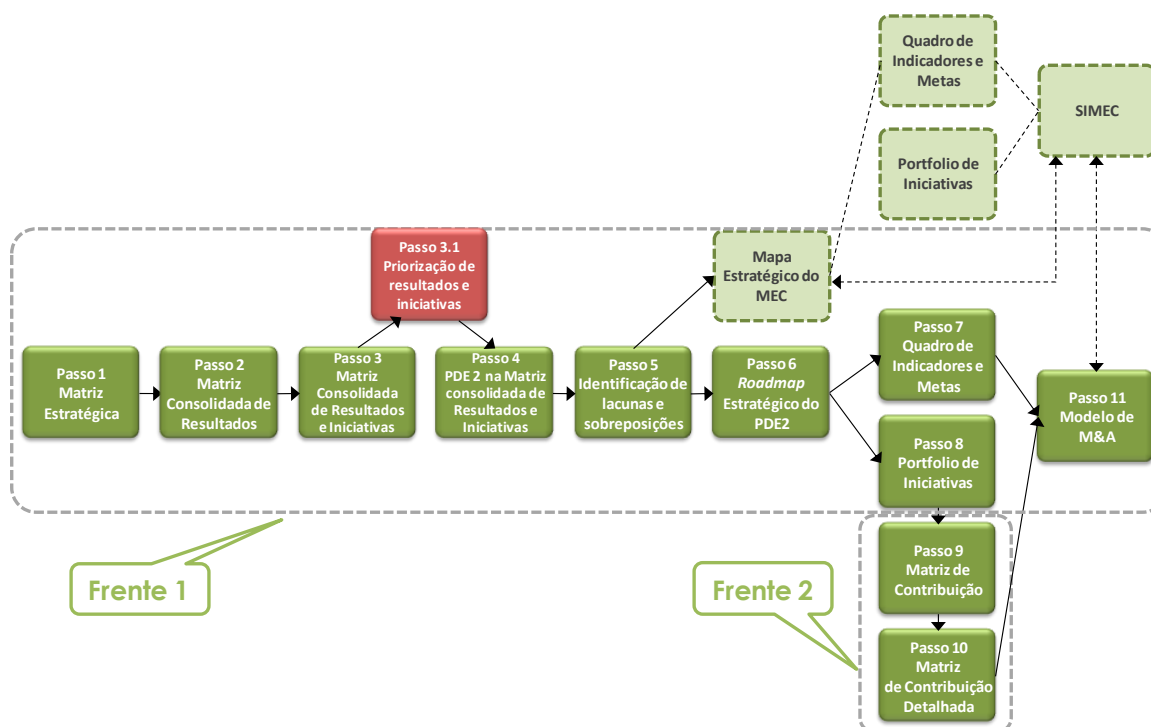 Quadro de
Indicadores e
Metas
SIMEC
Portfolio de
Iniciativas
Passo 3.1
Priorização de
resultados e
iniciativas
Mapa
Estratégico do
MEC
Passo 1
Matriz
Estratégica
Passo 2
Matriz
Consolidada de
Resultados
Passo 3
Matriz
Consolidada
de Resultados
e Iniciativas
Passo 4
PDE 2 na Matriz
consolidada de
Resultados e
Iniciativas
Passo 5
Identificação de
lacunas e
sobreposições
Passo 6
Roadmap
Estratégico do
PDE2
Passo 7
Quadro de
Indicadores e
Metas
Passo 8
Portfolio de
Iniciativas
Passo 11
Modelo de
M&A
Frente 1
Frente 2
Passo 9
Matriz de
Contribuição
Passo 10
Matriz
de Contribuição
Detalhada